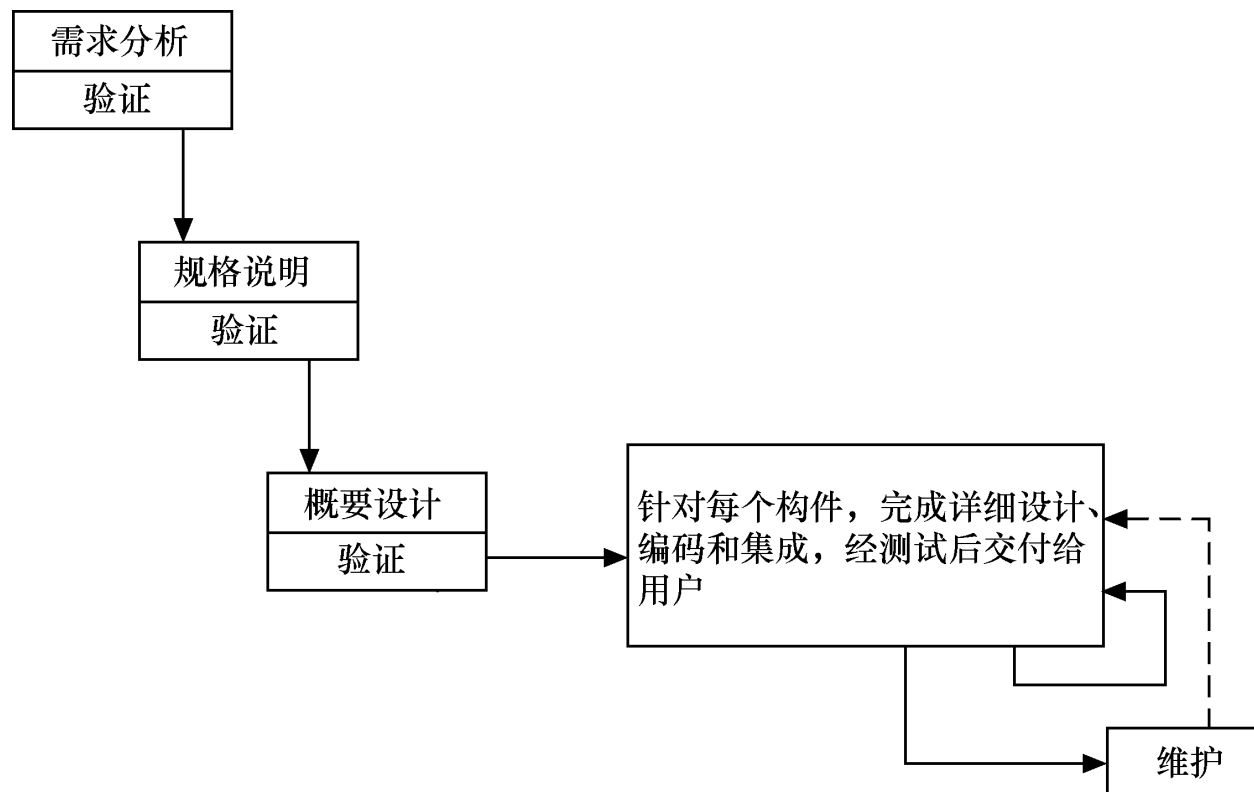 需求分析
验证
规格说明
验证
概要设计
验证
针对每个构件，完成详细设计、
编码和集成，经测试后交付给
用户
维护